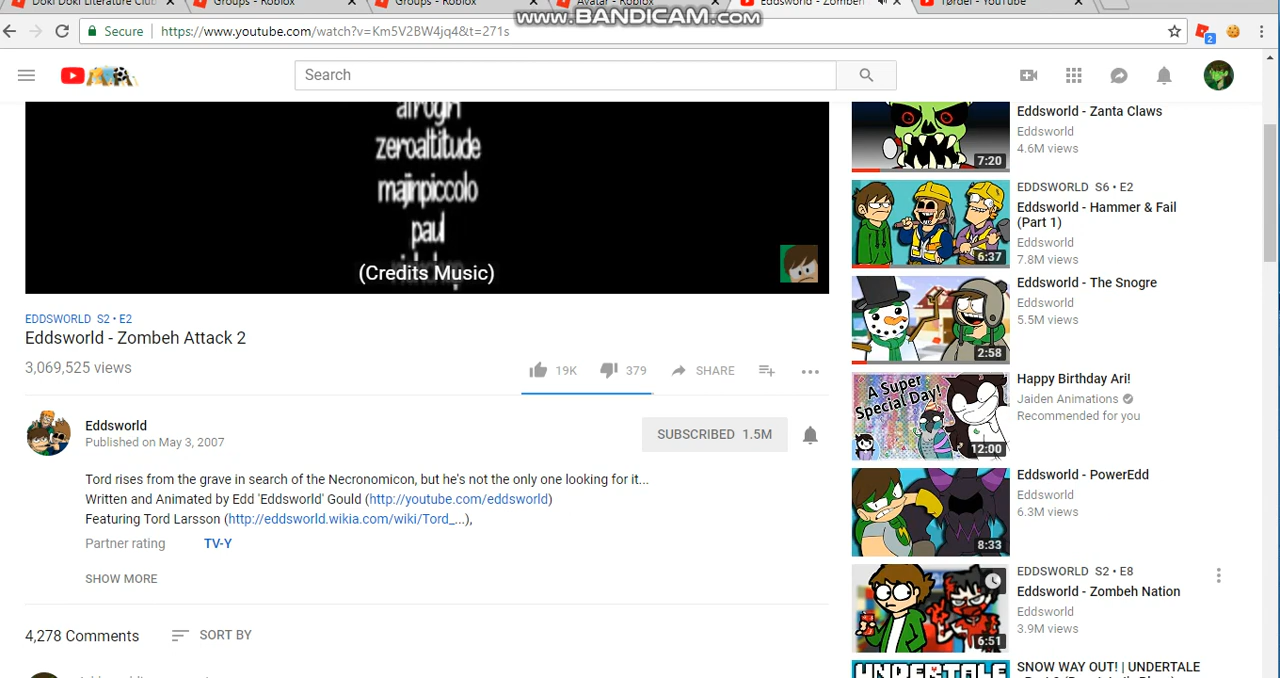 Doki Doki Literature Club
Groups - Roblox
Groups - Roblox
Avatar - Roblox
Eddsworld - Zombeh
Tørdel - YouTube
www.BANDICAM.com
Secure
https://www.youtube.com/watch?v=Km5V2BW4jq4&t=271s
2
Search
afrogirl
zeroaltitude
majinpiccolo
paul
(Credits Music)
EDDSWORLD S2 • E2
Eddsworld - Zombeh Attack 2
3,069,525 views
19K
379
SHARE
Eddsworld
Published on May 3, 2007
SUBSCRIBED 1.5M
Tord rises from the grave in search of the Necronomicon, but he's not the only one looking for it...
Written and Animated by Edd 'Eddsworld' Gould (http://youtube.com/eddsworld)
Featuring Tord Larsson (http://eddsworld.wikia.com/wiki/Tord_...),
Partner rating TV-Y
SHOW MORE
4,278 Comments
SORT BY
7:20
Eddsworld - Zanta Claws
Eddsworld
4.6M views
6:37
EDDSWORLD S6 • E2
Eddsworld - Hammer & Fail
(Part 1)
Eddsworld
7.8M views
2:58
Eddsworld - The Snogre
Eddsworld
5.5M views
A Super
Special Day!
12:00
Happy Birthday Ari!
Jaiden Animations
Recommended for you
8:33
Eddsworld - PowerEdd
Eddsworld
6.3M views
6:51
EDDSWORLD S2 • E8
Eddsworld - Zombeh Nation
Eddsworld
3.9M views
UNDERTALE
SNOW WAY OUT! | UNDERTALE